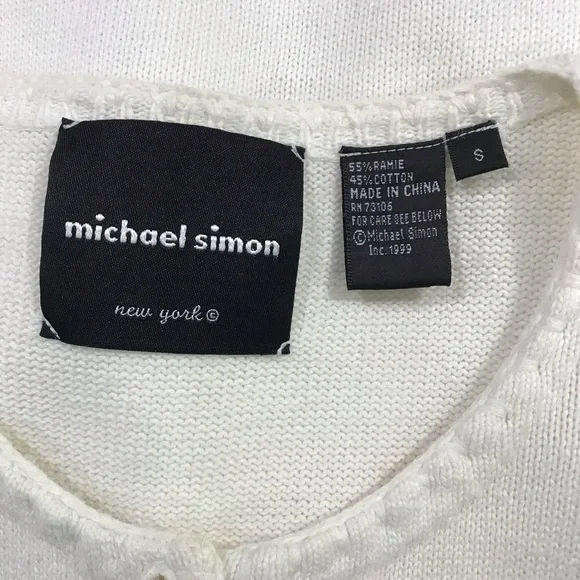 michael simon
new york ©
55% RAMIE
45% COTTON
MADE IN CHINA
RN 73106
FOR CARE SEE BELOW
©Michael Simon
Inc. 1999
S